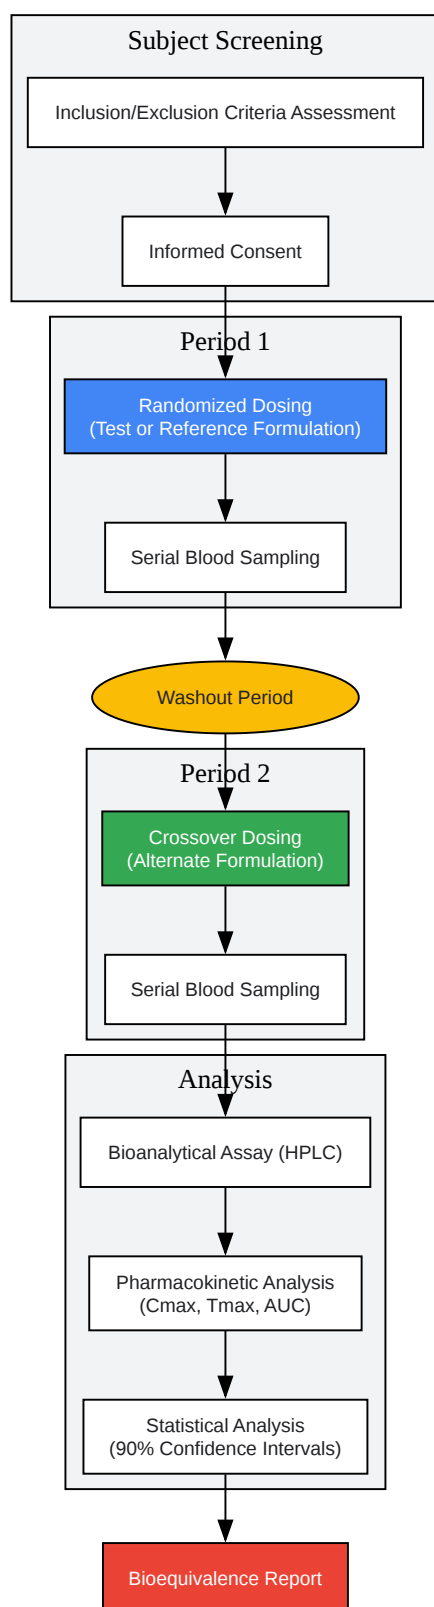 Subject Screening
Inclusion/Exclusion Criteria Assessment
Informed Consent
Period 1
Randomized Dosing
(Test or Reference Formulation)
Serial Blood Sampling
Washout Period
Period 2
Crossover Dosing
(Alternate Formulation)
Serial Blood Sampling
Analysis
Bioanalytical Assay (HPLC)
Pharmacokinetic Analysis
(Cmax, Tmax, AUC)
Statistical Analysis
(90% Confidence Intervals)
Bioequivalence Report